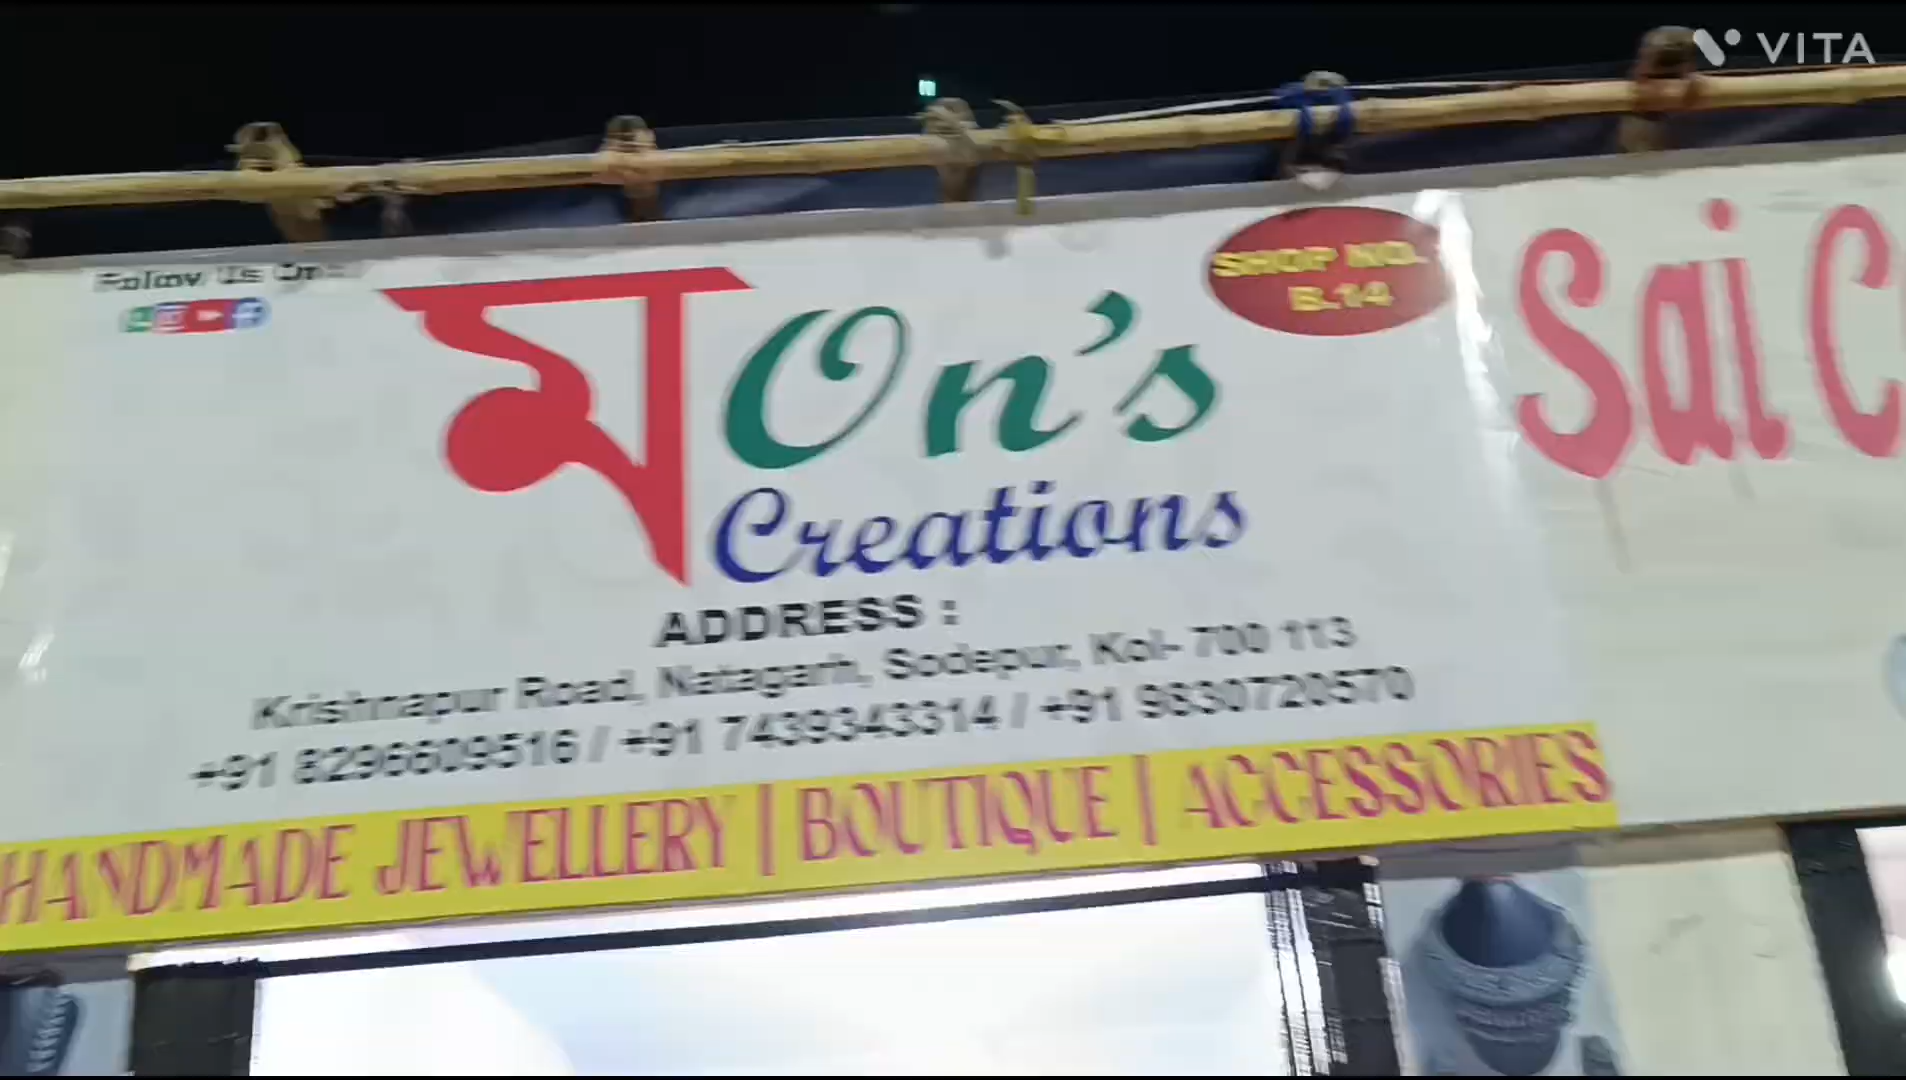 VITA
Follow Us On
SHOP NO.
B.14
মOn's
Creations
ADDRESS :
Krishnapur Road, Natagarh, Sodepur, Kol- 700 113
+91 8296609516 / +91 7439343314 / +91 9830720570
HANDMADE JEWELLERY | BOUTIQUE | ACCESSORIES
Sai C